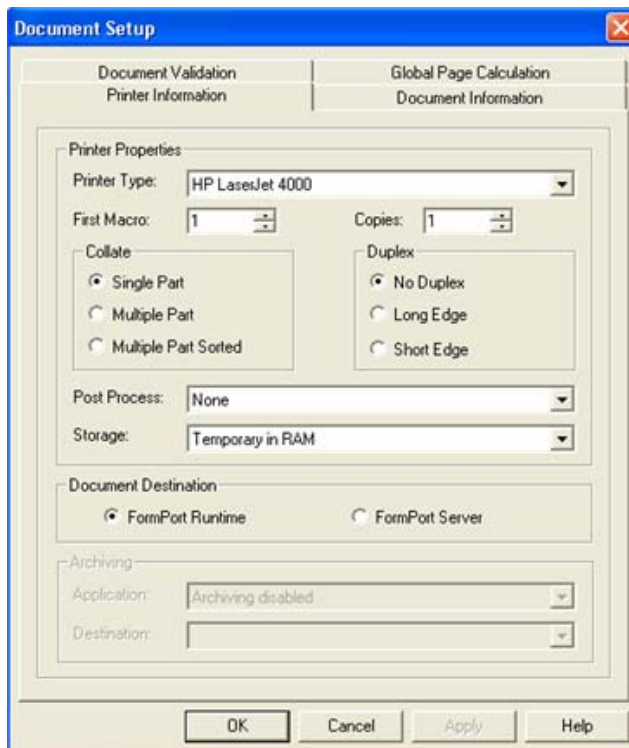 Document Setup
Document Validation
Global Page Calculation
Printer Information
Document Information
Printer Properties
Printer Type: HP LaserJet 4000
First Macro: 1 Copies: 1
Collate
Single Part
Multiple Part
Multiple Part Sorted
Duplex
No Duplex
Long Edge
Short Edge
Post Process: None
Storage: Temporary in RAM
Document Destination
FormPort Runtime FormPort Server
Archiving
Application: Archiving disabled
Destination:
OK Cancel Apply Help